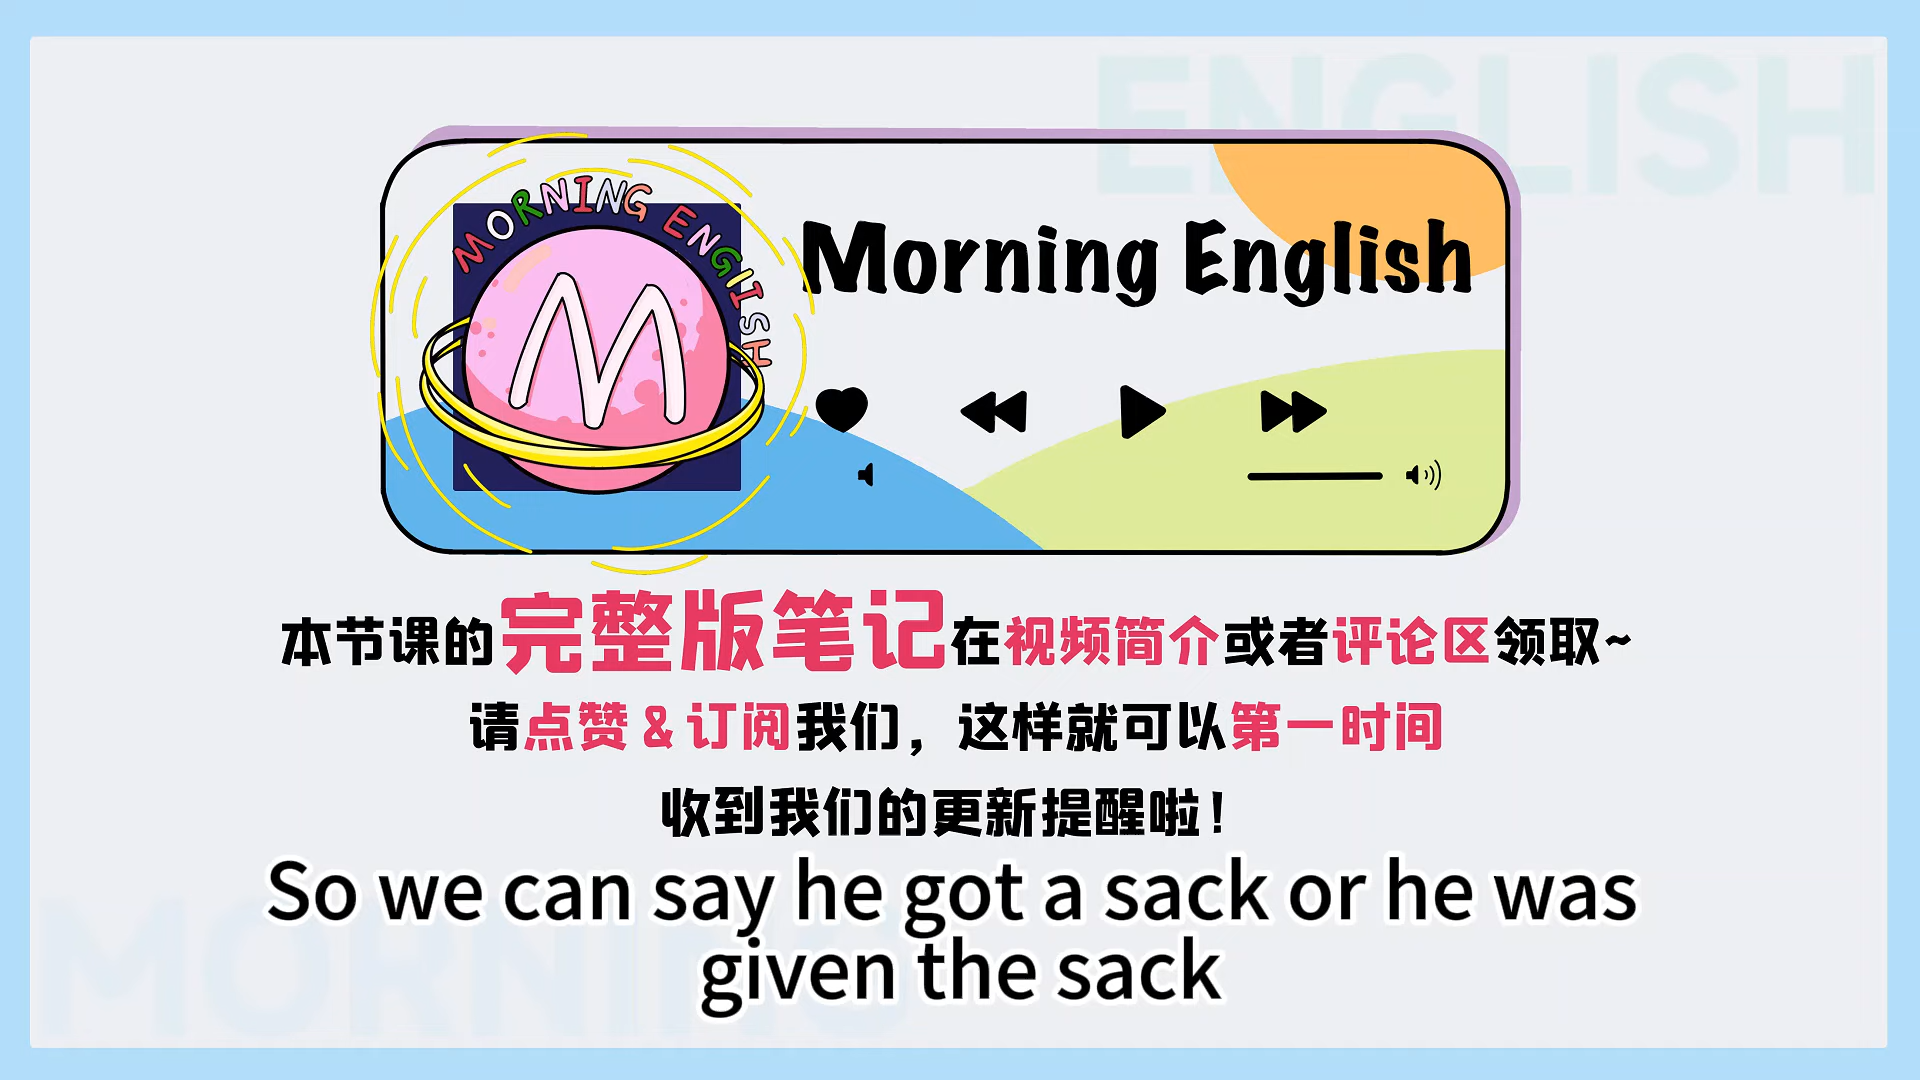 ENGLISH
MORNING ENGLISH
M
Morning English
本节课的完整版笔记在视频简介或者评论区领取~
请点赞&订阅我们，这样就可以第一时间
收到我们的更新提醒啦！
So we can say he got a sack or he was
given the sack
MORNING